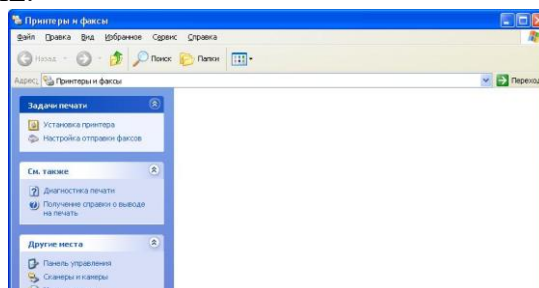 12.
Принтеры и факсы
Файл Правка Вид Избранное Сервис Справка
Назад Поиск Папки
Адрес: Принтеры и факсы Переход
Задачи печати
Установка принтера
Настройка отправки факсов
См. также
Диагностика печати
Получение справки о выводе
на печать
Другие места
Панель управления
Сканеры и камеры